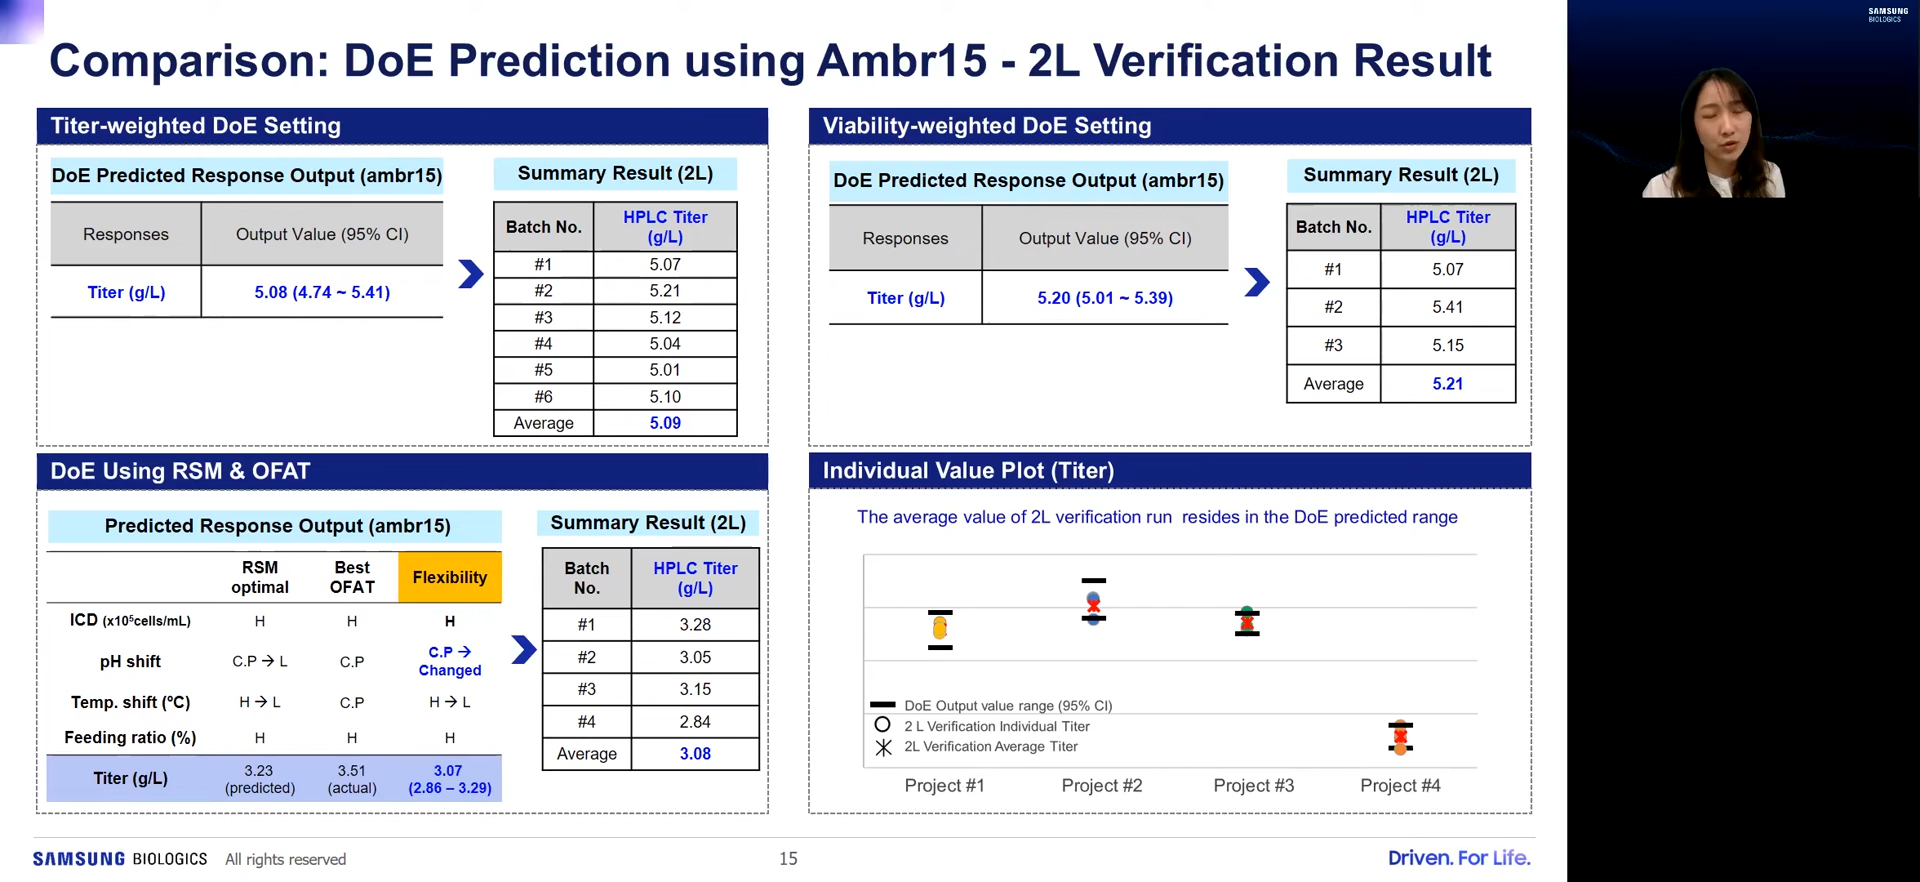 Comparison: DoE Prediction using Ambr15 - 2L Verification Result
Titer-weighted DoE Setting
DoE Predicted Response Output (ambr15)
Responses Output Value (95% CI)
Titer (g/L) 5.08 (4.74 ~ 5.41)
Summary Result (2L)
Batch No. HPLC Titer
(g/L)
#1 5.07
#2 5.21
#3 5.12
#4 5.04
#5 5.01
#6 5.10
Average 5.09
Viability-weighted DoE Setting
DoE Predicted Response Output (ambr15)
Responses Output Value (95% CI)
Titer (g/L) 5.20 (5.01 ~ 5.39)
Summary Result (2L)
Batch No. HPLC Titer
(g/L)
#1 5.07
#2 5.41
#3 5.15
Average 5.21
DoE Using RSM & OFAT
Predicted Response Output (ambr15)
RSM Best Flexibility
optimal OFAT
ICD (x10⁵cells/mL) H H H
pH shift C.P → L C.P C.P →
Changed
Temp. shift (℃) H → L C.P H → L
Feeding ratio (%) H H H
Titer (g/L) 3.23 3.51 3.07
(predicted) (actual) (2.86 – 3.29)
Summary Result (2L)
Batch HPLC Titer
No. (g/L)
#1 3.28
#2 3.05
#3 3.15
#4 2.84
Average 3.08
Individual Value Plot (Titer)
The average value of 2L verification run resides in the DoE predicted range
DoE Output value range (95% CI)
2 L Verification Individual Titer
2L Verification Average Titer
Project #1 Project #2 Project #3 Project #4
SAMSUNG BIOLOGICS All rights reserved
15
Driven. For Life.
SAMSUNG
BIOLOGICS